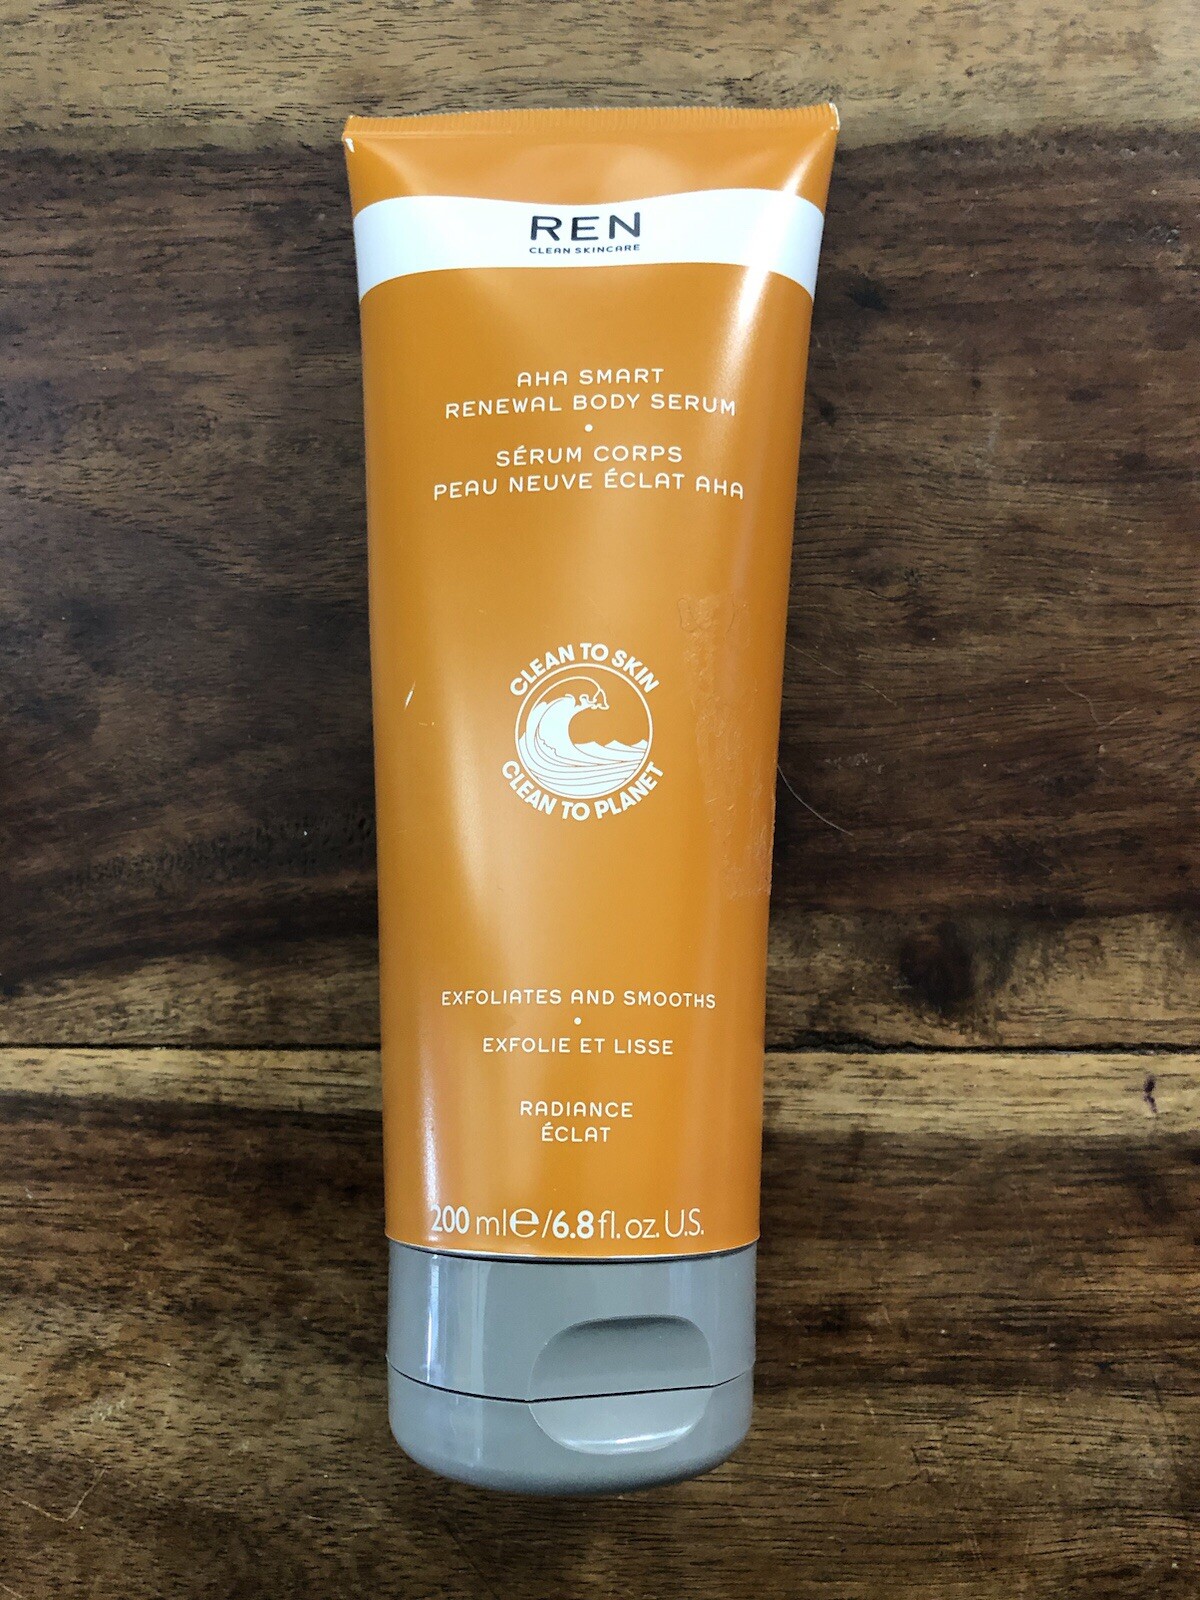 REN
CLEAN SKINCARE
AHA SMART
RENEWAL BODY SERUM
•
SÉRUM CORPS
PEAU NEUVE ÉCLAT AHA
CLEAN TO SKIN
CLEAN TO PLANET
EXFOLIATES AND SMOOTHS
•
EXFOLIE ET LISSE
RADIANCE
ÉCLAT
200 ml℮/6.8 fl. oz. U.S.